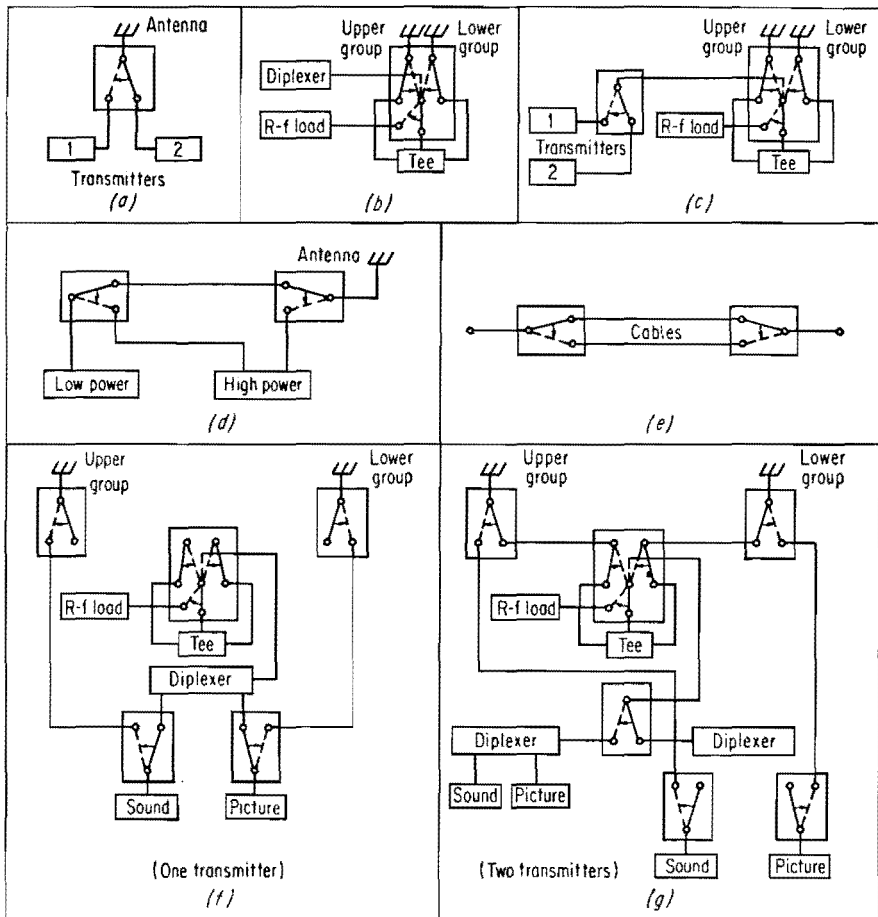 Antenna
1
2
Transmitters
(a)
Upper
group
Lower
group
Diplexer
R-f load
Tee
(b)
Upper
group
Lower
group
1
Transmitters
2
R-f load
Tee
(c)
Antenna
Low power
High power
(d)
Cables
(e)
Upper
group
Lower
group
R-f load
Tee
Diplexer
Sound
Picture
(One transmitter)
(f)
Upper
group
Lower
group
R-f load
Tee
Diplexer
Diplexer
Sound
Picture
(Two transmitters)
Sound
Picture
(g)